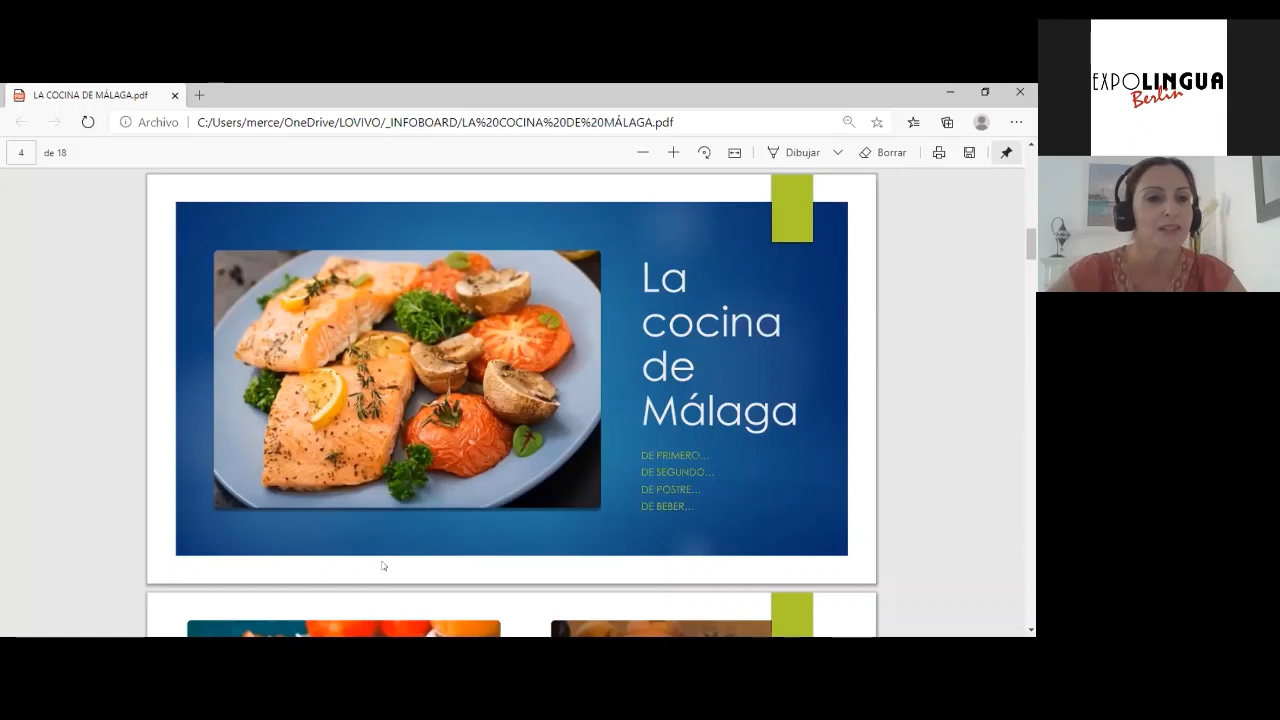 LA COCINA DE MÁLAGA.pdf
Archivo
C:/Users/merce/OneDrive/LOVIVO/_INFOBOARD/LA%20COCINA%20DE%20MÁLAGA.pdf
4 de 18
Dibujar
Borrar
La
cocina
de
Málaga
DE PRIMERO...
DE SEGUNDO...
DE POSTRE...
DE BEBER...
EXPOLINGUA
Berlin